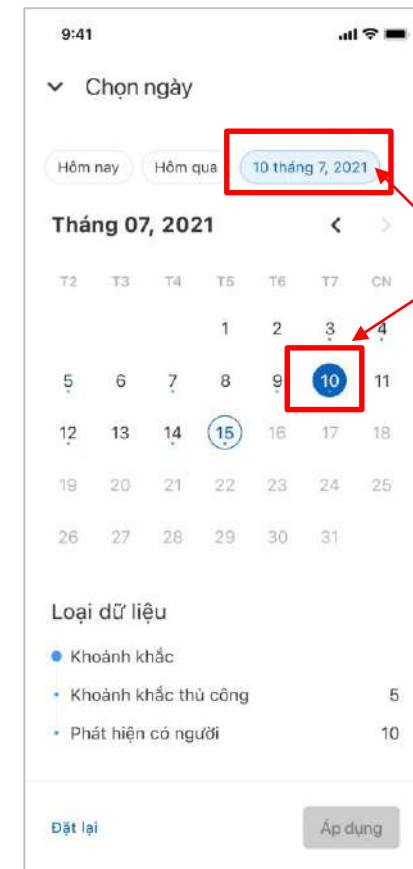 9:41
Chọn ngày
Hôm nay Hôm qua 10 tháng 7, 2021
Tháng 07, 2021
T2 T3 T4 T5 T6 T7 CN
1 2 3 4
5 6 7 8 9 10 11
12 13 14 15 16 17 18
19 20 21 22 23 24 25
26 27 28 29 30 31
Loại dữ liệu
Khoảnh khắc
Khoảnh khắc thủ công 5
Phát hiện có người 10
Đặt lại Áp dụng